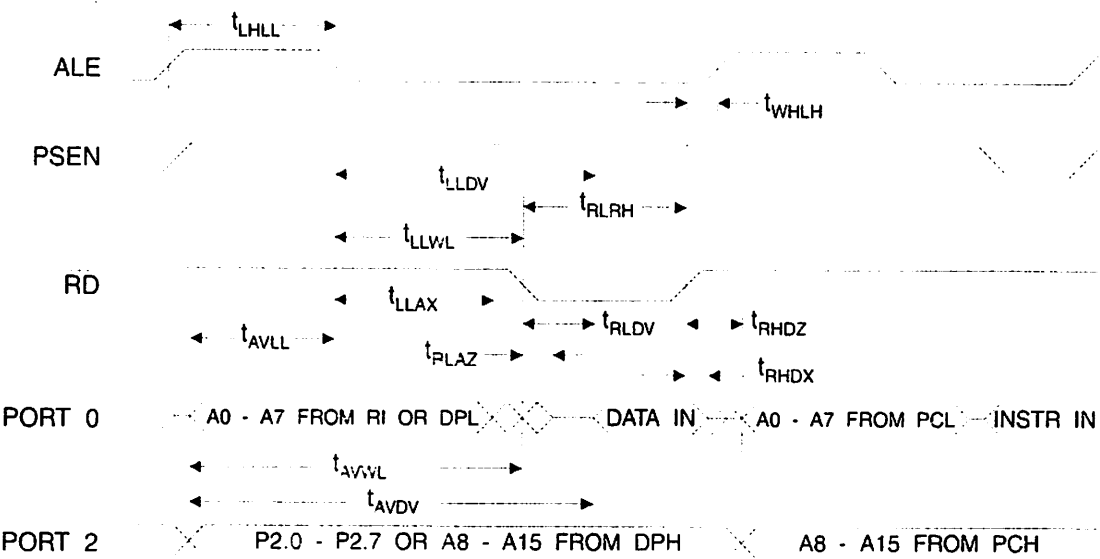 tLHLL
ALE
tWHLH
PSEN
tLLDV
tRLRH
tLLWL
RD
tLLAX
tRLDV
tRHDZ
tAVLL
tRLAZ
tRHDX
PORT 0
A0 - A7 FROM RI OR DPL
DATA IN
A0 - A7 FROM PCL
INSTR IN
tAVWL
tAVDV
PORT 2
P2.0 - P2.7 OR A8 - A15 FROM DPH
A8 - A15 FROM PCH